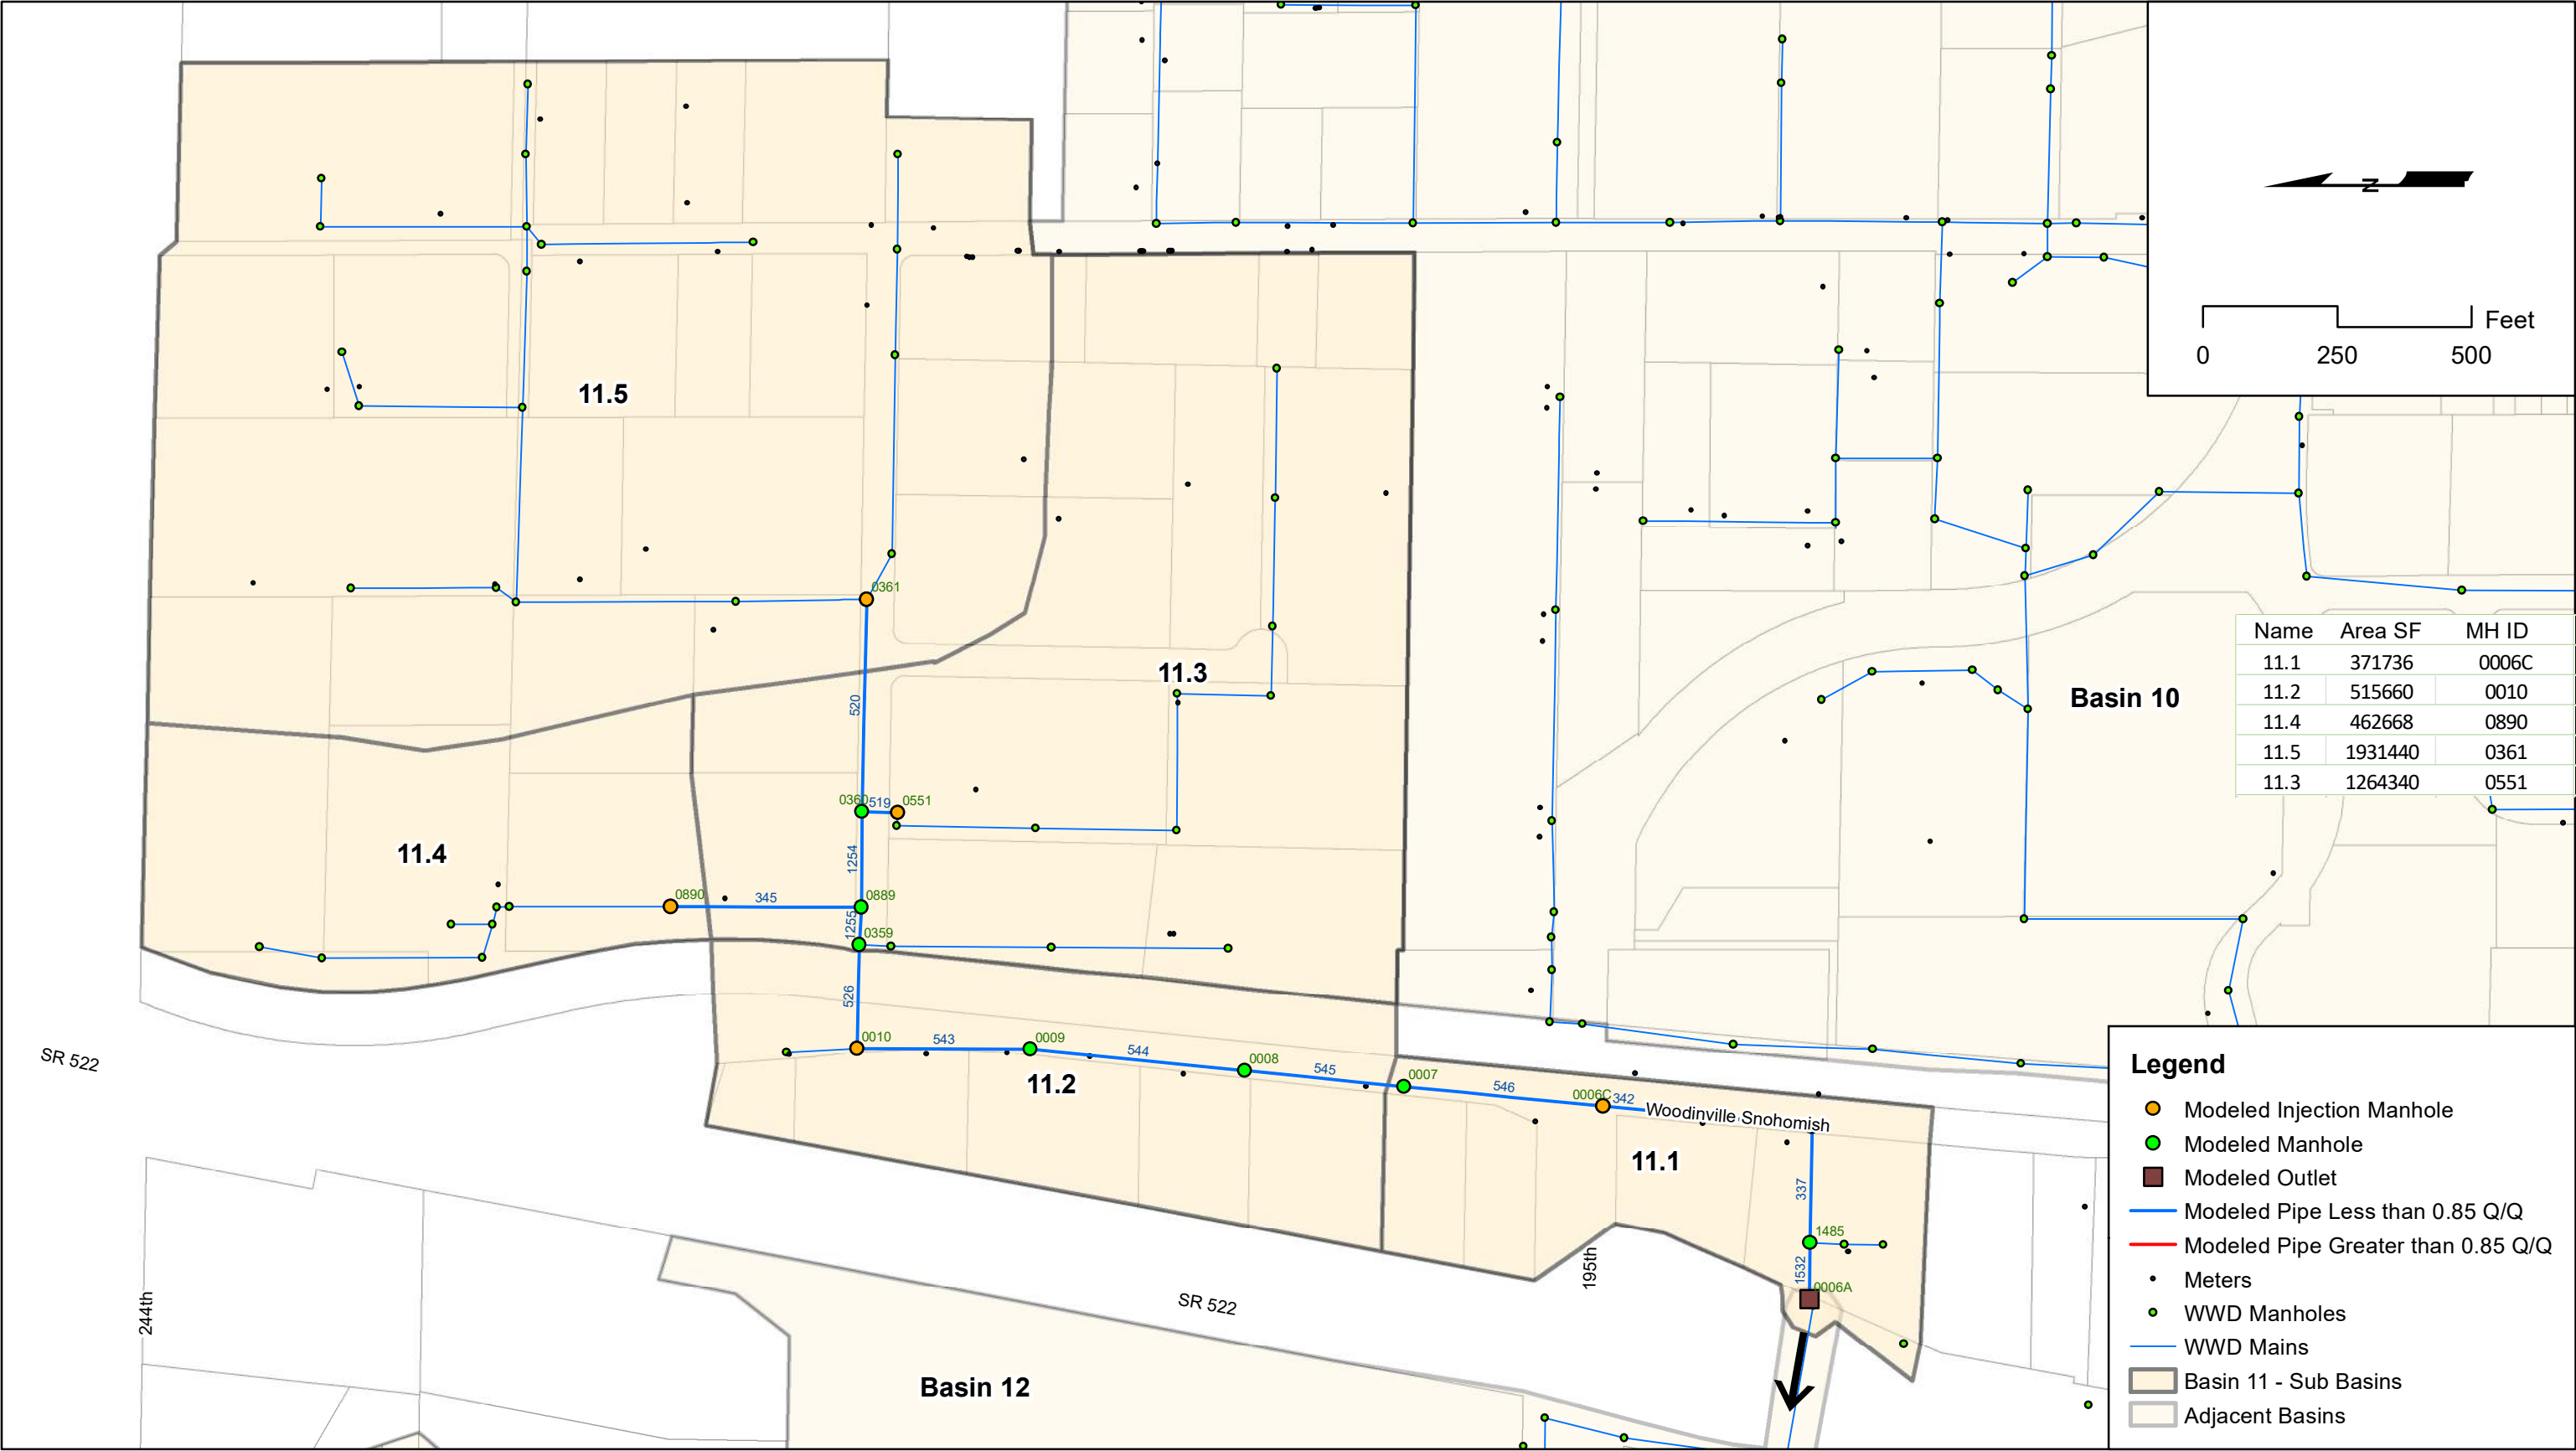 N
Feet
0 250 500
11.5
0361
520
11.3
Basin 10
Name Area SF MH ID
11.1 371736 0006C
11.2 515660 0010
11.4 462668 0890
11.5 1931440 0361
11.3 1264340 0551
0360 519 0551
11.4
1254
0890 345 0889
1255
0359
526
SR 522
0010 543 0009
544
0008
545
0007
546
0006C 342
Woodinville Snohomish
11.2
11.1
337
1485
1532
0006A
195th
SR 522
244th
Basin 12
Legend
Modeled Injection Manhole
Modeled Manhole
Modeled Outlet
Modeled Pipe Less than 0.85 Q/Q
Modeled Pipe Greater than 0.85 Q/Q
Meters
WWD Manholes
WWD Mains
Basin 11 - Sub Basins
Adjacent Basins